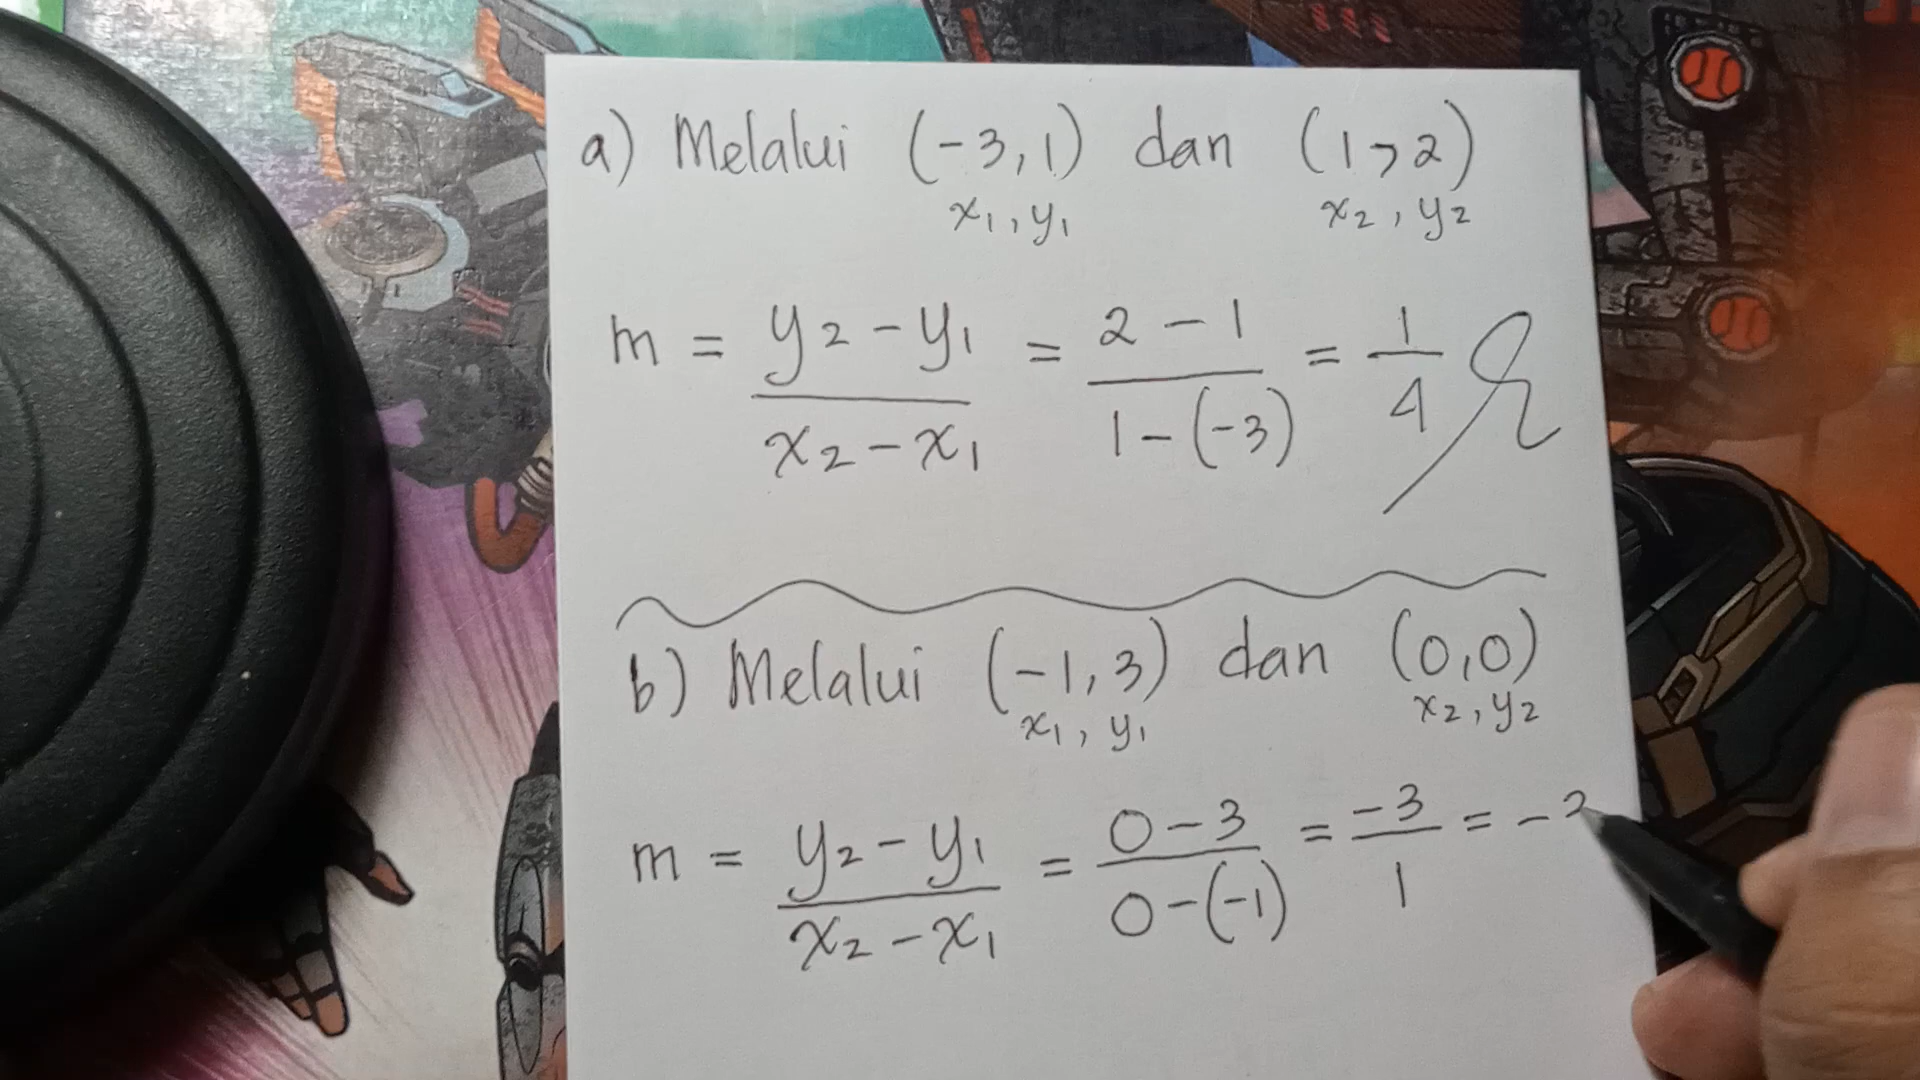 a) Melalui (-3,1) dan (1,2)
x₁, y₁ x₂, y₂
m = (y₂ - y₁)/(x₂ - x₁) = (2 - 1)/(1 - (-3)) = 1/4
b) Melalui (-1,3) dan (0,0)
x₁, y₁ x₂, y₂
m = (y₂ - y₁)/(x₂ - x₁) = (0 - 3)/(0 - (-1)) = -3/1 = -